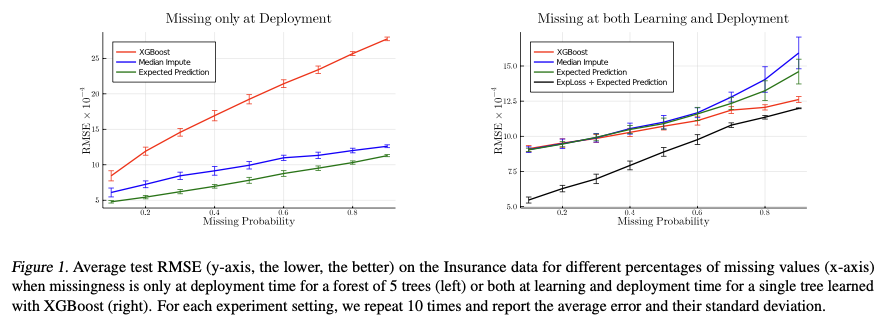 Missing only at Deployment
XGBoost
Median Impute
Expected Prediction
25
20
15
10
5
RMSE × 10⁻⁴
0.2 0.4 0.6 0.8
Missing Probability
Missing at both Learning and Deployment
XGBoost
Median Impute
Expected Prediction
ExpLoss + Expected Prediction
15.0
12.5
10.0
7.5
5.0
RMSE × 10⁻⁴
0.2 0.4 0.6 0.8
Missing Probability
Figure 1. Average test RMSE (y-axis, the lower, the better) on the Insurance data for different percentages of missing values (x-axis)
when missingness is only at deployment time for a forest of 5 trees (left) or both at learning and deployment time for a single tree learned
with XGBoost (right). For each experiment setting, we repeat 10 times and report the average error and their standard deviation.